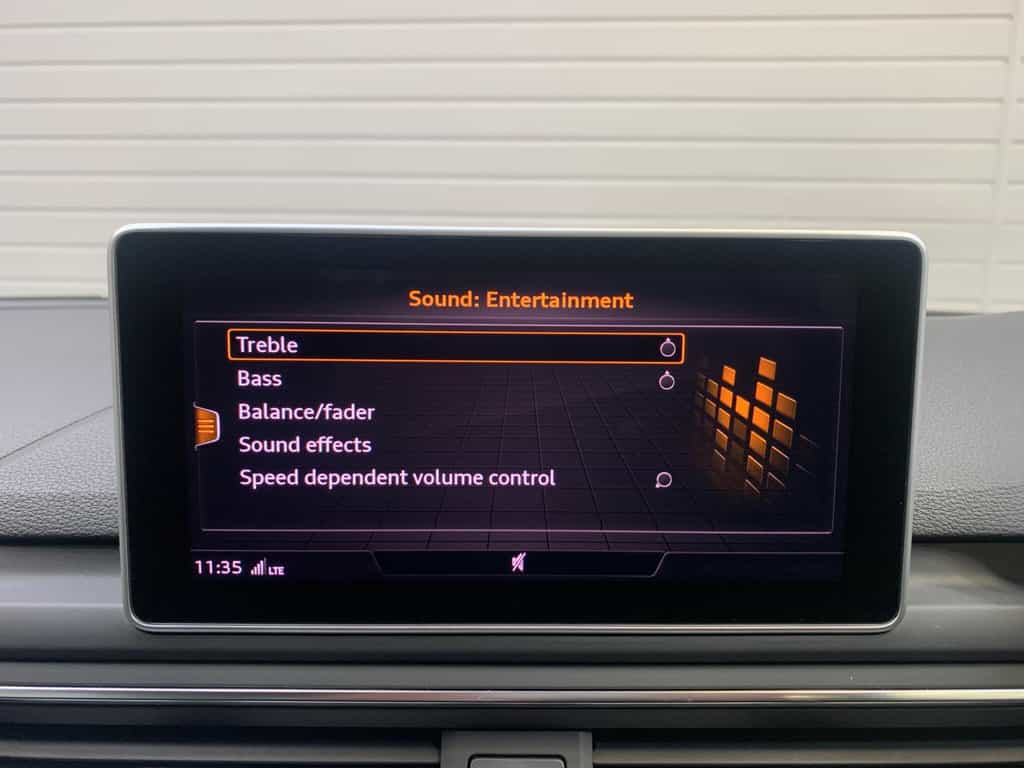 Sound: Entertainment
Treble
Bass
Balance/fader
Sound effects
Speed dependent volume control
11:35 LTE